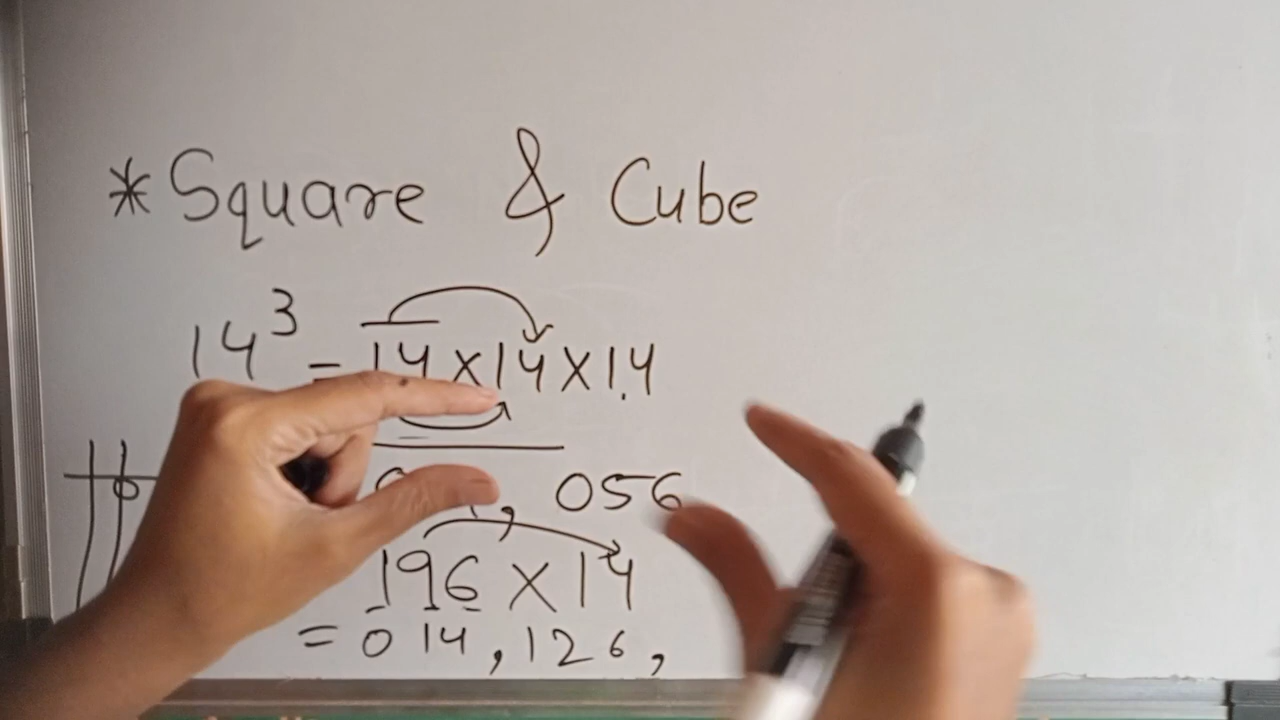 * Square & Cube
14³ = 14 x 14 x 14
, 056
196 x 14
= 014, 126,